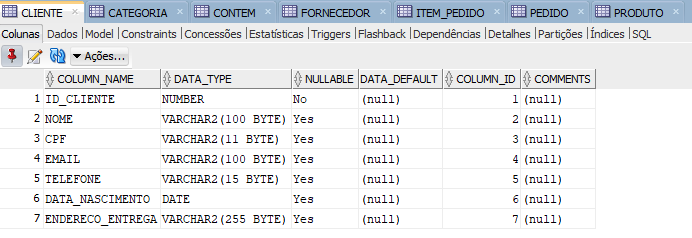 CLIENTE CATEGORIA CONTEM FORNECEDOR ITEM_PEDIDO PEDIDO PRODUTO
Colunas Dados Model Constraints Concessões Estatísticas Triggers Flashback Dependências Detalhes Partições Índices SQL
Ações...
COLUMN_NAME DATA_TYPE NULLABLE DATA_DEFAULT COLUMN_ID COMMENTS
1 ID_CLIENTE NUMBER No (null) 1 (null)
2 NOME VARCHAR2(100 BYTE) Yes (null) 2 (null)
3 CPF VARCHAR2(11 BYTE) Yes (null) 3 (null)
4 EMAIL VARCHAR2(100 BYTE) Yes (null) 4 (null)
5 TELEFONE VARCHAR2(15 BYTE) Yes (null) 5 (null)
6 DATA_NASCIMENTO DATE Yes (null) 6 (null)
7 ENDERECO_ENTREGA VARCHAR2(255 BYTE) Yes (null) 7 (null)